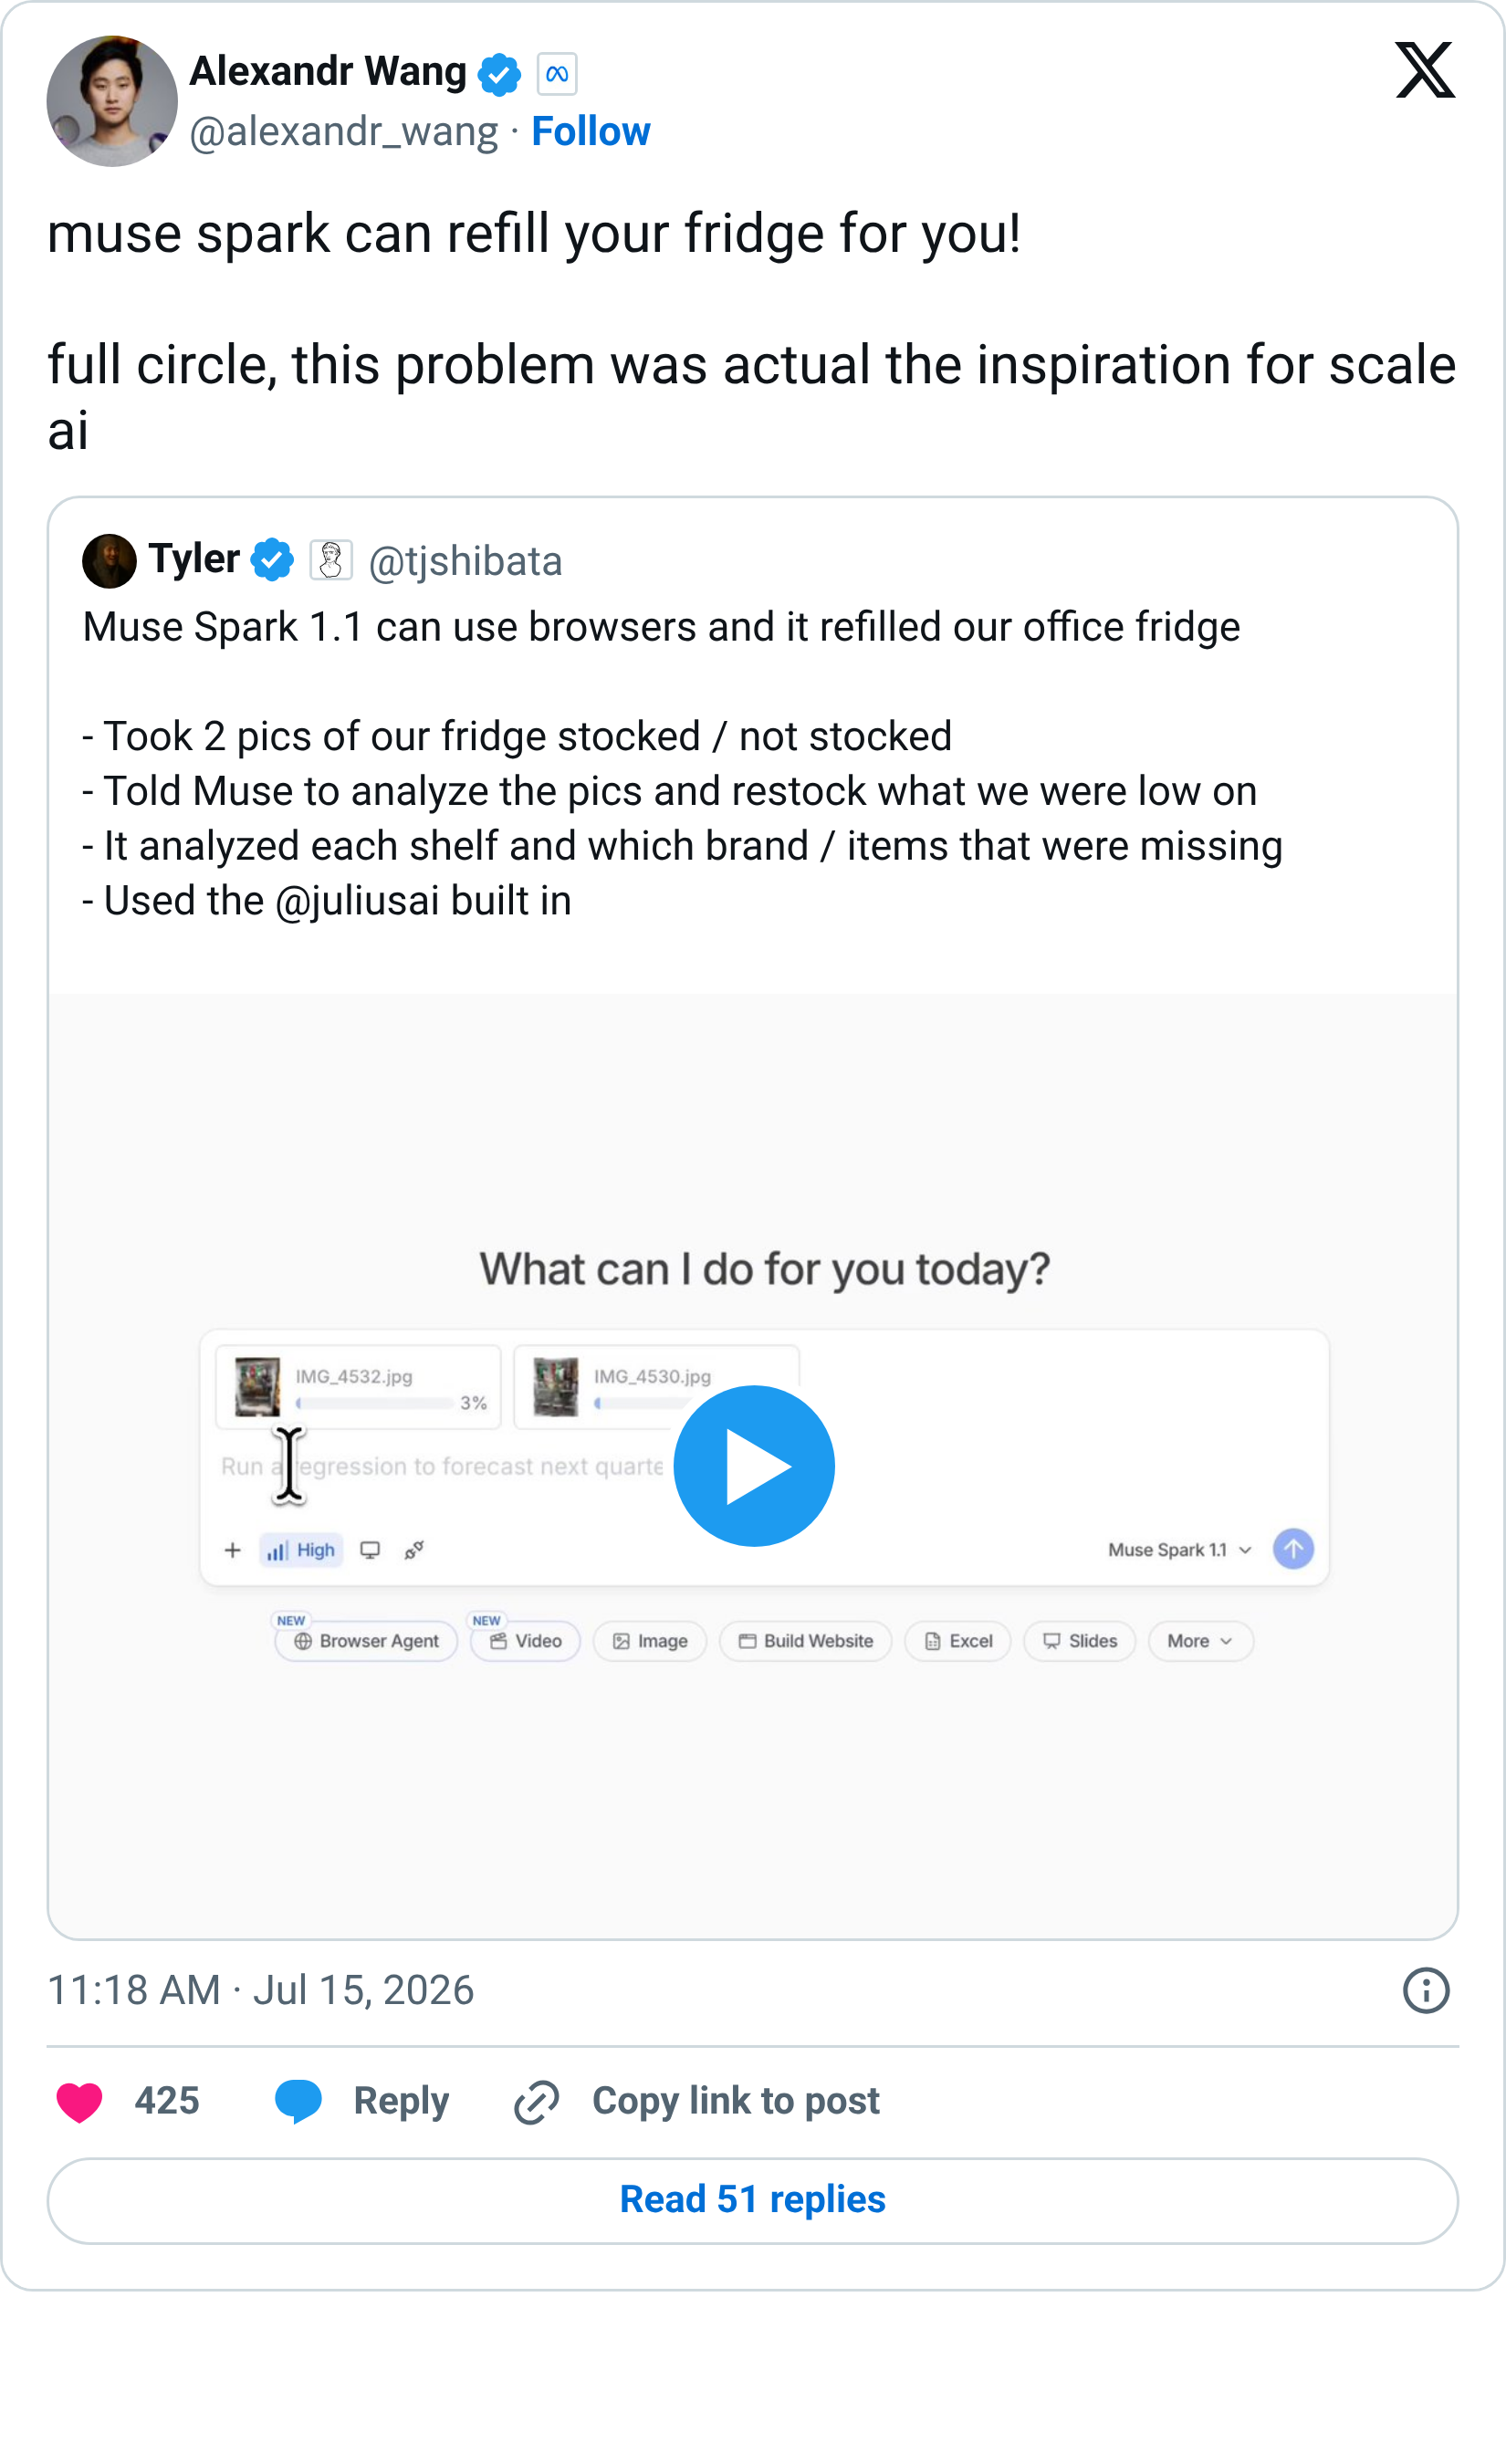 Alexandr Wang
@alexandr_wang · Follow
muse spark can refill your fridge for you!
full circle, this problem was actual the inspiration for scale
ai
Tyler @tjshibata
Muse Spark 1.1 can use browsers and it refilled our office fridge
- Took 2 pics of our fridge stocked / not stocked
- Told Muse to analyze the pics and restock what we were low on
- It analyzed each shelf and which brand / items that were missing
- Used the @juliusai built in
What can I do for you today?
IMG_4532.jpg IMG_4530.jpg
3%
Run a regression to forecast next quarte
High Muse Spark 1.1
NEW NEW
Browser Agent Video Image Build Website Excel Slides More
11:18 AM · Jul 15, 2026
425 Reply Copy link to post
Read 51 replies